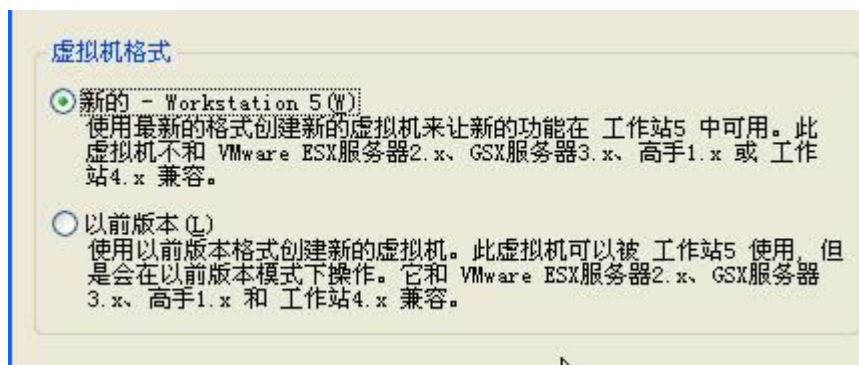 虚拟机格式
新的 - Workstation 5(W)
使用最新的格式创建新的虚拟机来让新的功能在 工作站5 中可用。此
虚拟机不和 VMware ESX服务器2.x、GSX服务器3.x、高手1.x 或 工作
站4.x 兼容。
以前版本(L)
使用以前版本格式创建新的虚拟机。此虚拟机可以被 工作站5 使用，但
是会在以前版本模式下操作。它和 VMware ESX服务器2.x、GSX服务器
3.x、高手1.x 和 工作站4.x 兼容。